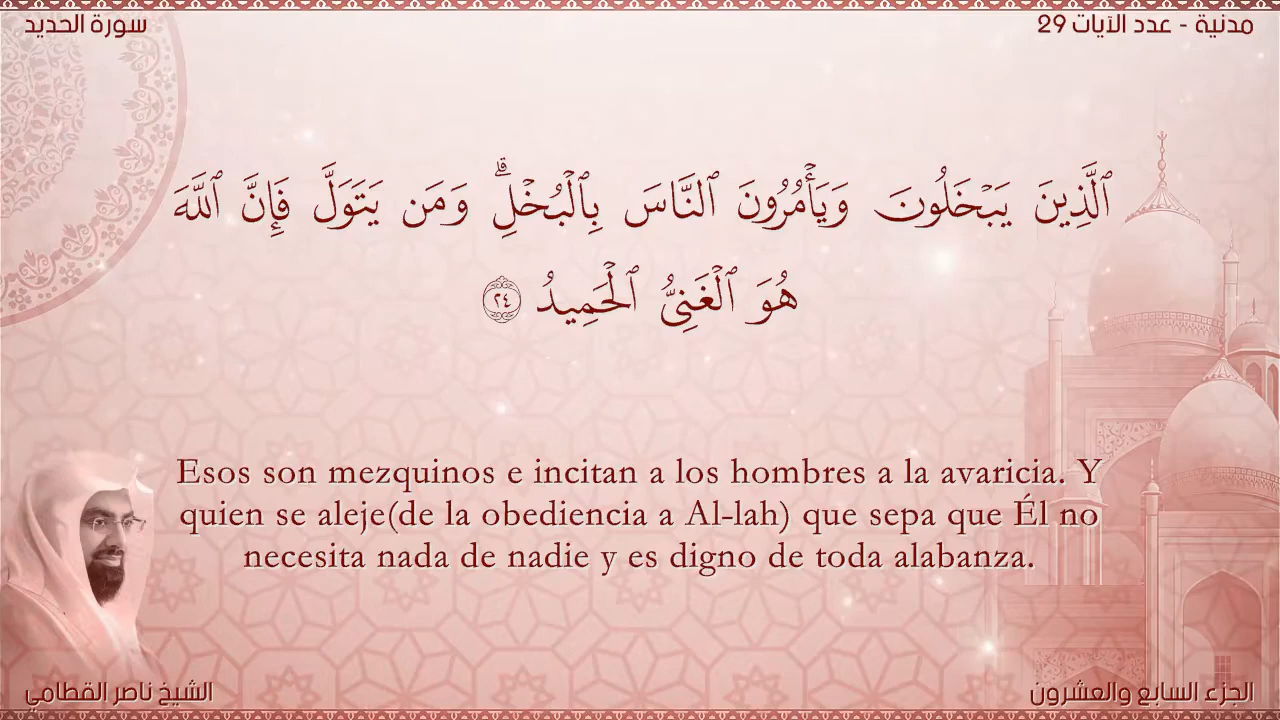 سورة الحديد
مدنية - عدد الآيات 29
ٱلَّذِينَ يَبْخَلُونَ وَيَأْمُرُونَ ٱلنَّاسَ بِٱلْبُخْلِ ۗ وَمَن يَتَوَلَّ فَإِنَّ ٱللَّهَ
هُوَ ٱلْغَنِىُّ ٱلْحَمِيدُ ٢٤
Esos son mezquinos e incitan a los hombres a la avaricia. Y
quien se aleje(de la obediencia a Al-lah) que sepa que Él no
necesita nada de nadie y es digno de toda alabanza.
الشيخ ناصر القطامي
الجزء السابع والعشرون